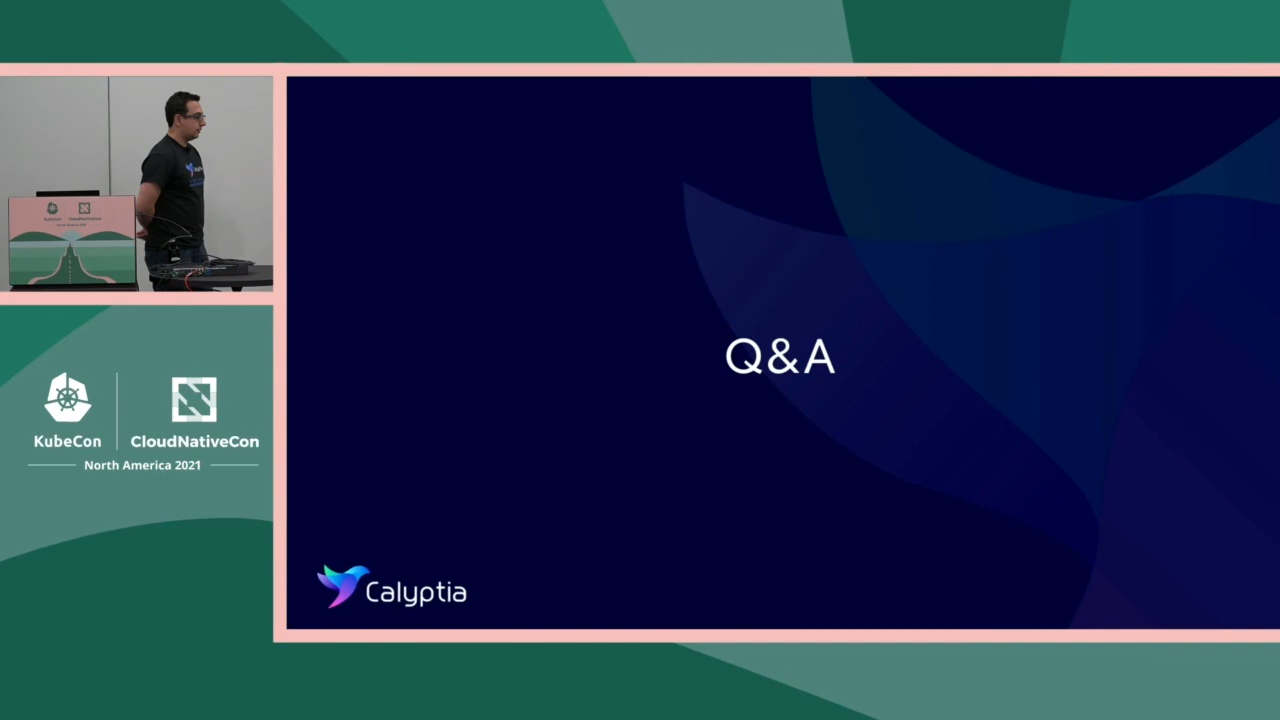 Q&A
Calyptia
KubeCon
CloudNativeCon
North America 2021